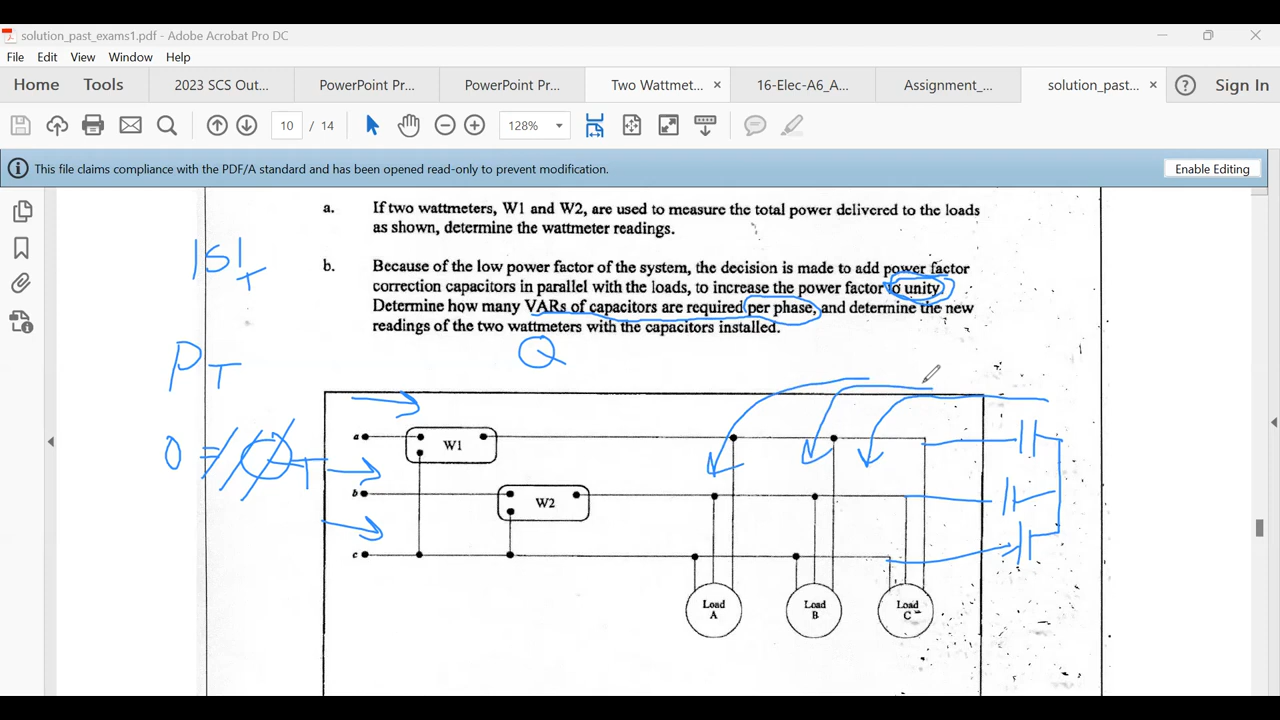 solution_past_exams1.pdf - Adobe Acrobat Pro DC
File Edit View Window Help
Home Tools 2023 SCS Out... PowerPoint Pr... PowerPoint Pr... Two Wattmet... × 16-Elec-A6_A... Assignment_... solution_past... × Sign In
10 / 14 128%
This file claims compliance with the PDF/A standard and has been opened read-only to prevent modification. Enable Editing
a. If two wattmeters, W1 and W2, are used to measure the total power delivered to the loads
as shown, determine the wattmeter readings.
b. Because of the low power factor of the system, the decision is made to add power factor
correction capacitors in parallel with the loads, to increase the power factor to unity.
Determine how many VARs of capacitors are required per phase, and determine the new
readings of the two wattmeters with the capacitors installed.
|S|T
PT
Q
0 = QT
a W1
b W2
c
Load A
Load B
Load C